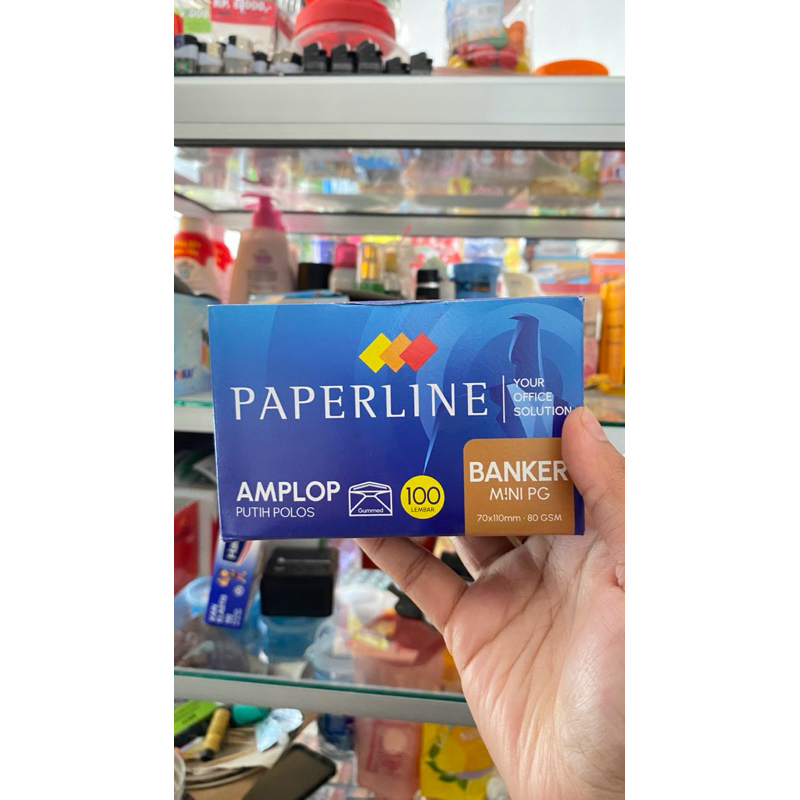 PAPERLINE
YOUR
OFFICE
SOLUTION
AMPLOP
PUTIH POLOS
Gummed
100
LEMBAR
BANKER
MINI PG
70x110mm - 80 GSM